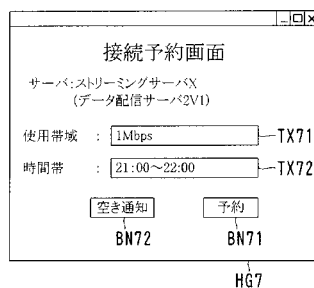 接続予約画面
サーバ:ストリーミングサーバX
(データ配信サーバ2V1)
使用帯域 : 1Mbps TX71
時間帯 : 21:00～22:00 TX72
空き通知 予約
BN72 BN71
HG7